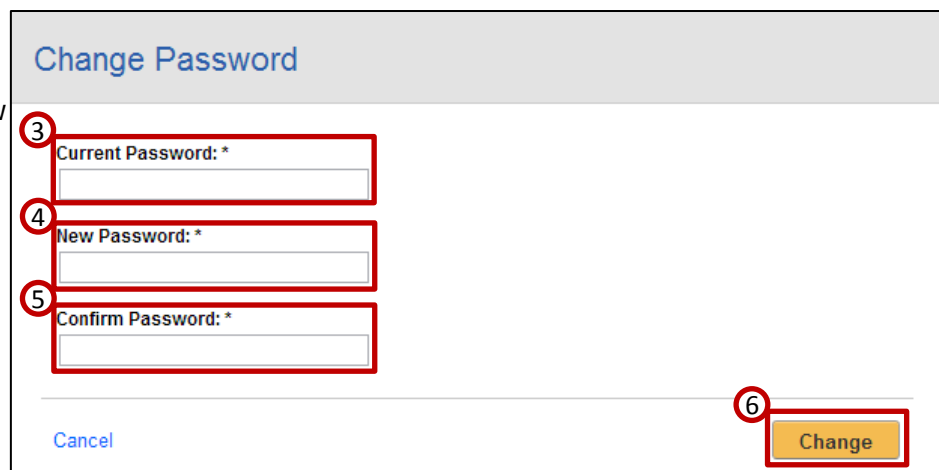 Change Password
3
Current Password: *
4
New Password: *
5
Confirm Password: *
6
Cancel
Change